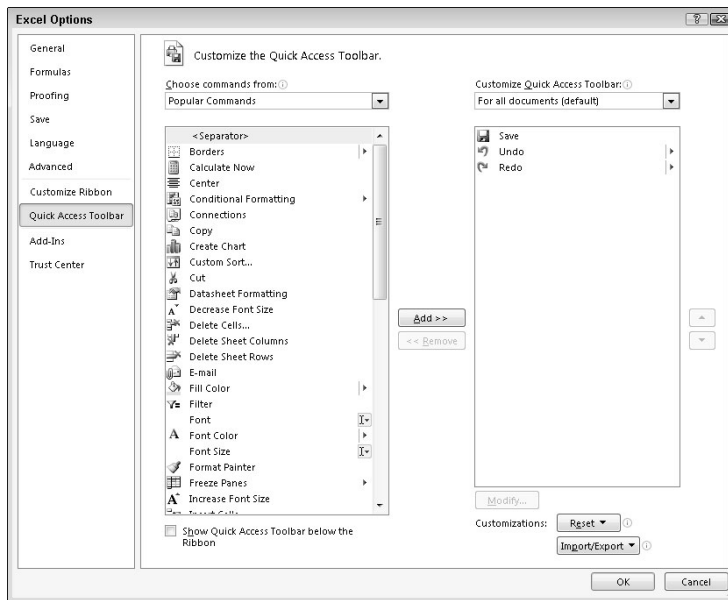 Excel Options
General
Formulas
Proofing
Save
Language
Advanced
Customize Ribbon
Quick Access Toolbar
Add-Ins
Trust Center
Customize the Quick Access Toolbar.
Choose commands from:
Popular Commands
<Separator>
Borders
Calculate Now
Center
Conditional Formatting
Connections
Copy
Create Chart
Custom Sort...
Cut
Datasheet Formatting
Decrease Font Size
Delete Cells...
Delete Sheet Columns
Delete Sheet Rows
E-mail
Fill Color
Filter
Font
Font Color
Font Size
Format Painter
Freeze Panes
Increase Font Size
Insert Cells
Show Quick Access Toolbar below the
Ribbon
Add >>
<< Remove
Customize Quick Access Toolbar:
For all documents (default)
Save
Undo
Redo
Modify...
Customizations:
Reset
Import/Export
OK
Cancel